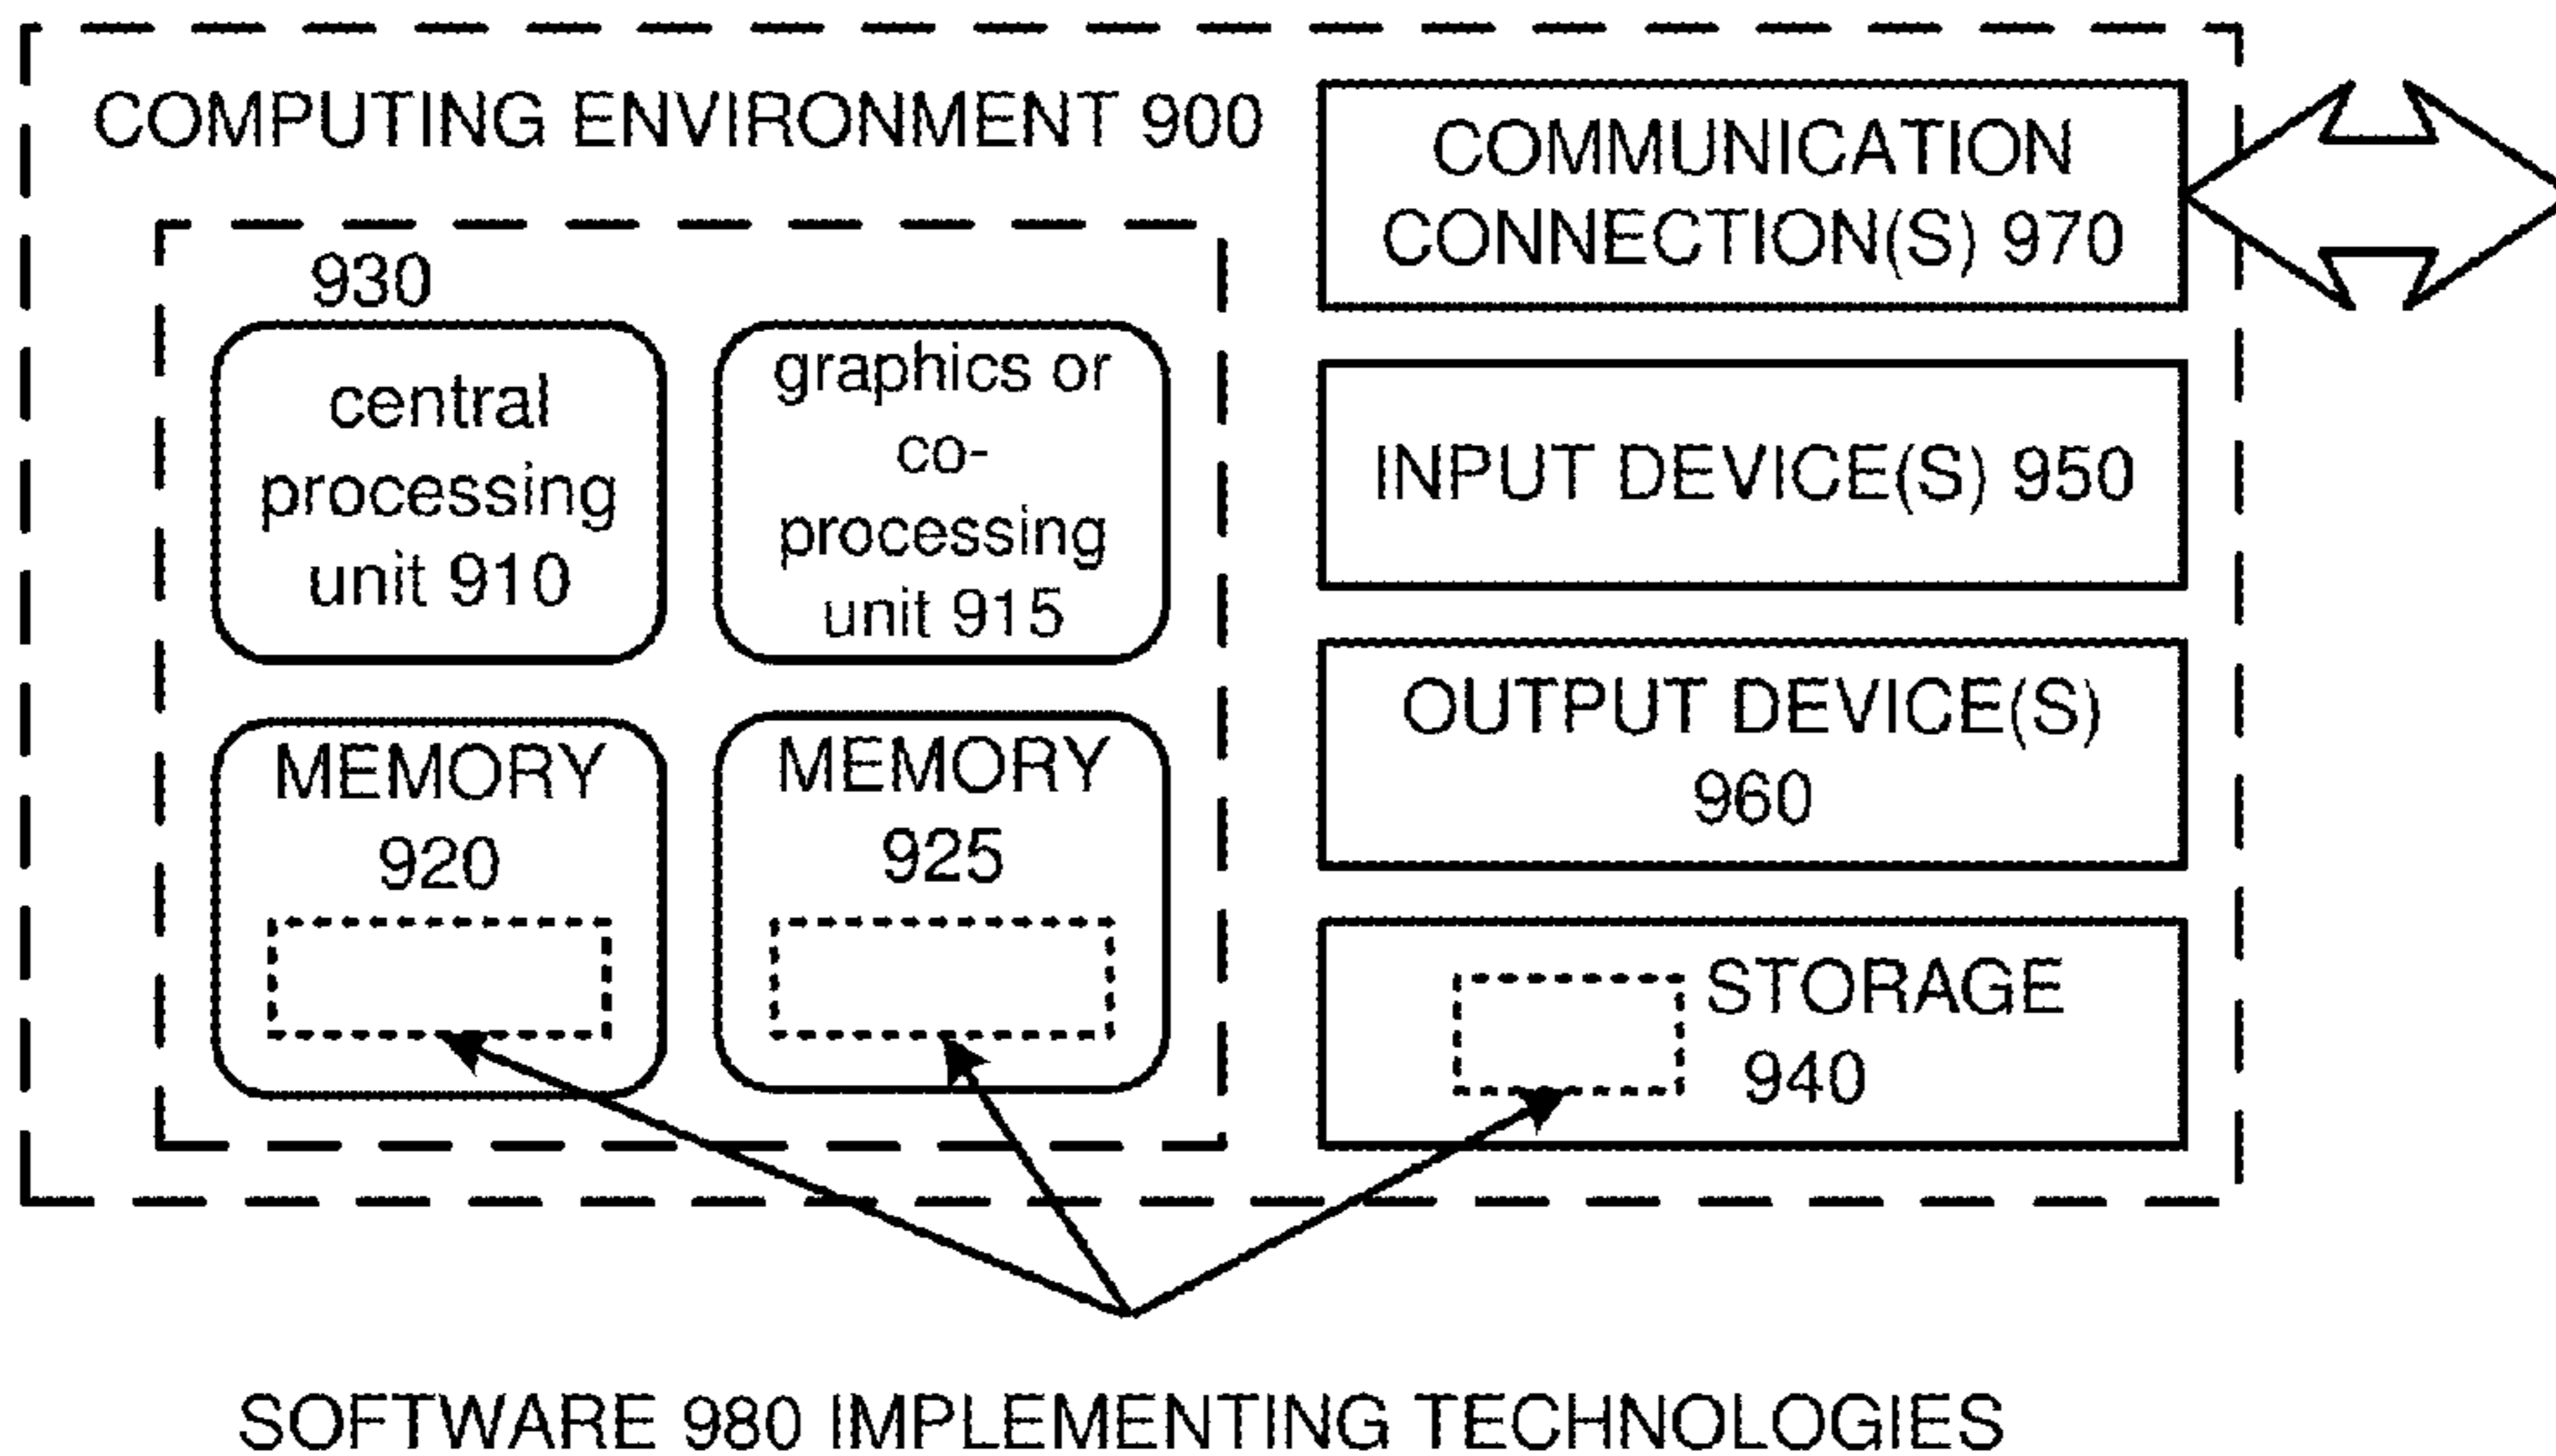 COMPUTING ENVIRONMENT 900
930
central
processing
unit 910
graphics or
co-
processing
unit 915
MEMORY
920
MEMORY
925
COMMUNICATION
CONNECTION(S) 970
INPUT DEVICE(S) 950
OUTPUT DEVICE(S)
960
STORAGE
940
SOFTWARE 980 IMPLEMENTING TECHNOLOGIES